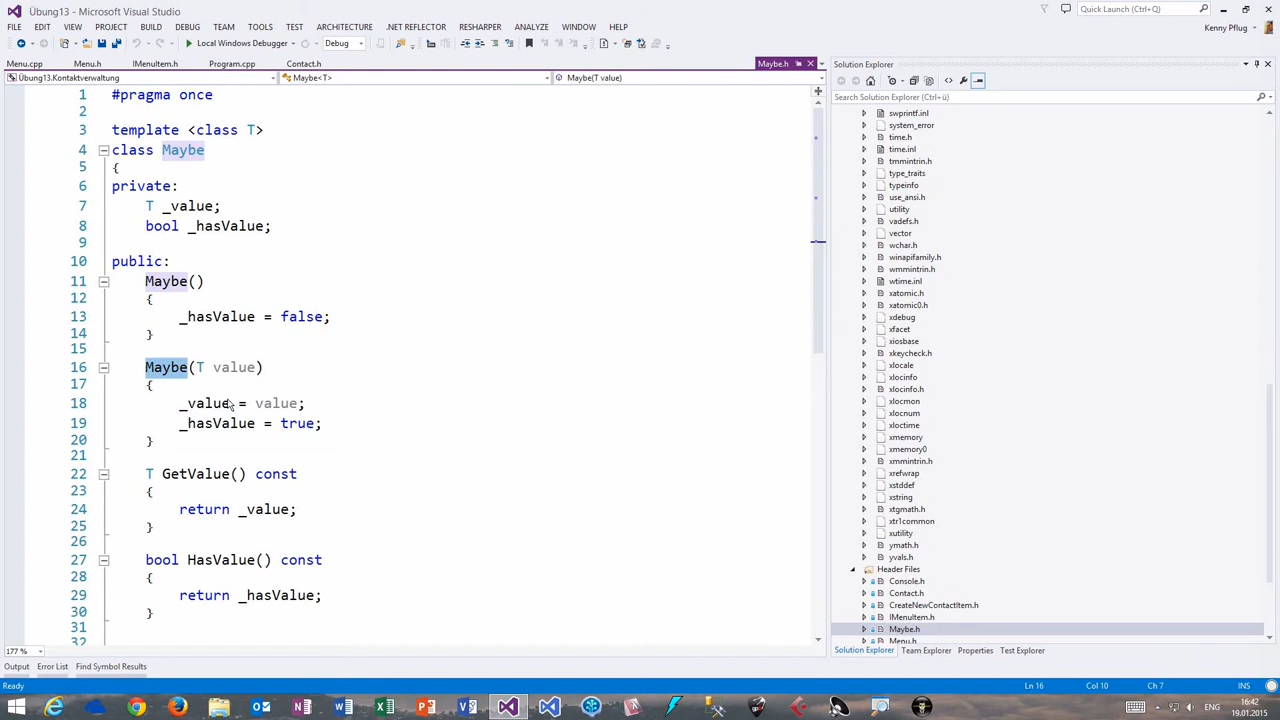 Übung13 - Microsoft Visual Studio
Quick Launch (Ctrl+Q)
FILE EDIT VIEW PROJECT BUILD DEBUG TEAM TOOLS TEST ARCHITECTURE .NET REFLECTOR RESHARPER ANALYZE WINDOW HELP
Kenny Pflug
Local Windows Debugger Debug
Menu.cpp Menu.h IMenuItem.h Program.cpp Contact.h Maybe.h
Übung13.Kontaktverwaltung Maybe<T> Maybe(T value)
1 #pragma once
2
3 template <class T>
4 class Maybe
5 {
6 private:
7 T _value;
8 bool _hasValue;
9
10 public:
11 Maybe()
12 {
13 _hasValue = false;
14 }
15
16 Maybe(T value)
17 {
18 _value = value;
19 _hasValue = true;
20 }
21
22 T GetValue() const
23 {
24 return _value;
25 }
26
27 bool HasValue() const
28 {
29 return _hasValue;
30 }
31
32
177 %
Output Error List Find Symbol Results
Solution Explorer
Search Solution Explorer (Ctrl+ü)
swprintf.inl
system_error
time.h
time.inl
tmmintrin.h
type_traits
typeinfo
use_ansi.h
utility
vadefs.h
vector
wchar.h
winapifamily.h
wmmintrin.h
wtime.inl
xatomic.h
xatomic0.h
xdebug
xfacet
xiosbase
xkeycheck.h
xlocale
xlocinfo
xlocinfo.h
xlocmon
xlocnum
xloctime
xmemory
xmemory0
xmmintrin.h
xrefwrap
xstddef
xstring
xtgmath.h
xtr1common
xutility
ymath.h
yvals.h
Header Files
Console.h
Contact.h
CreateNewContactItem.h
IMenuItem.h
Maybe.h
Menu.h
Solution Explorer Team Explorer Properties Test Explorer
Ready Ln 16 Col 10 Ch 7 INS
16:42
19.01.2015